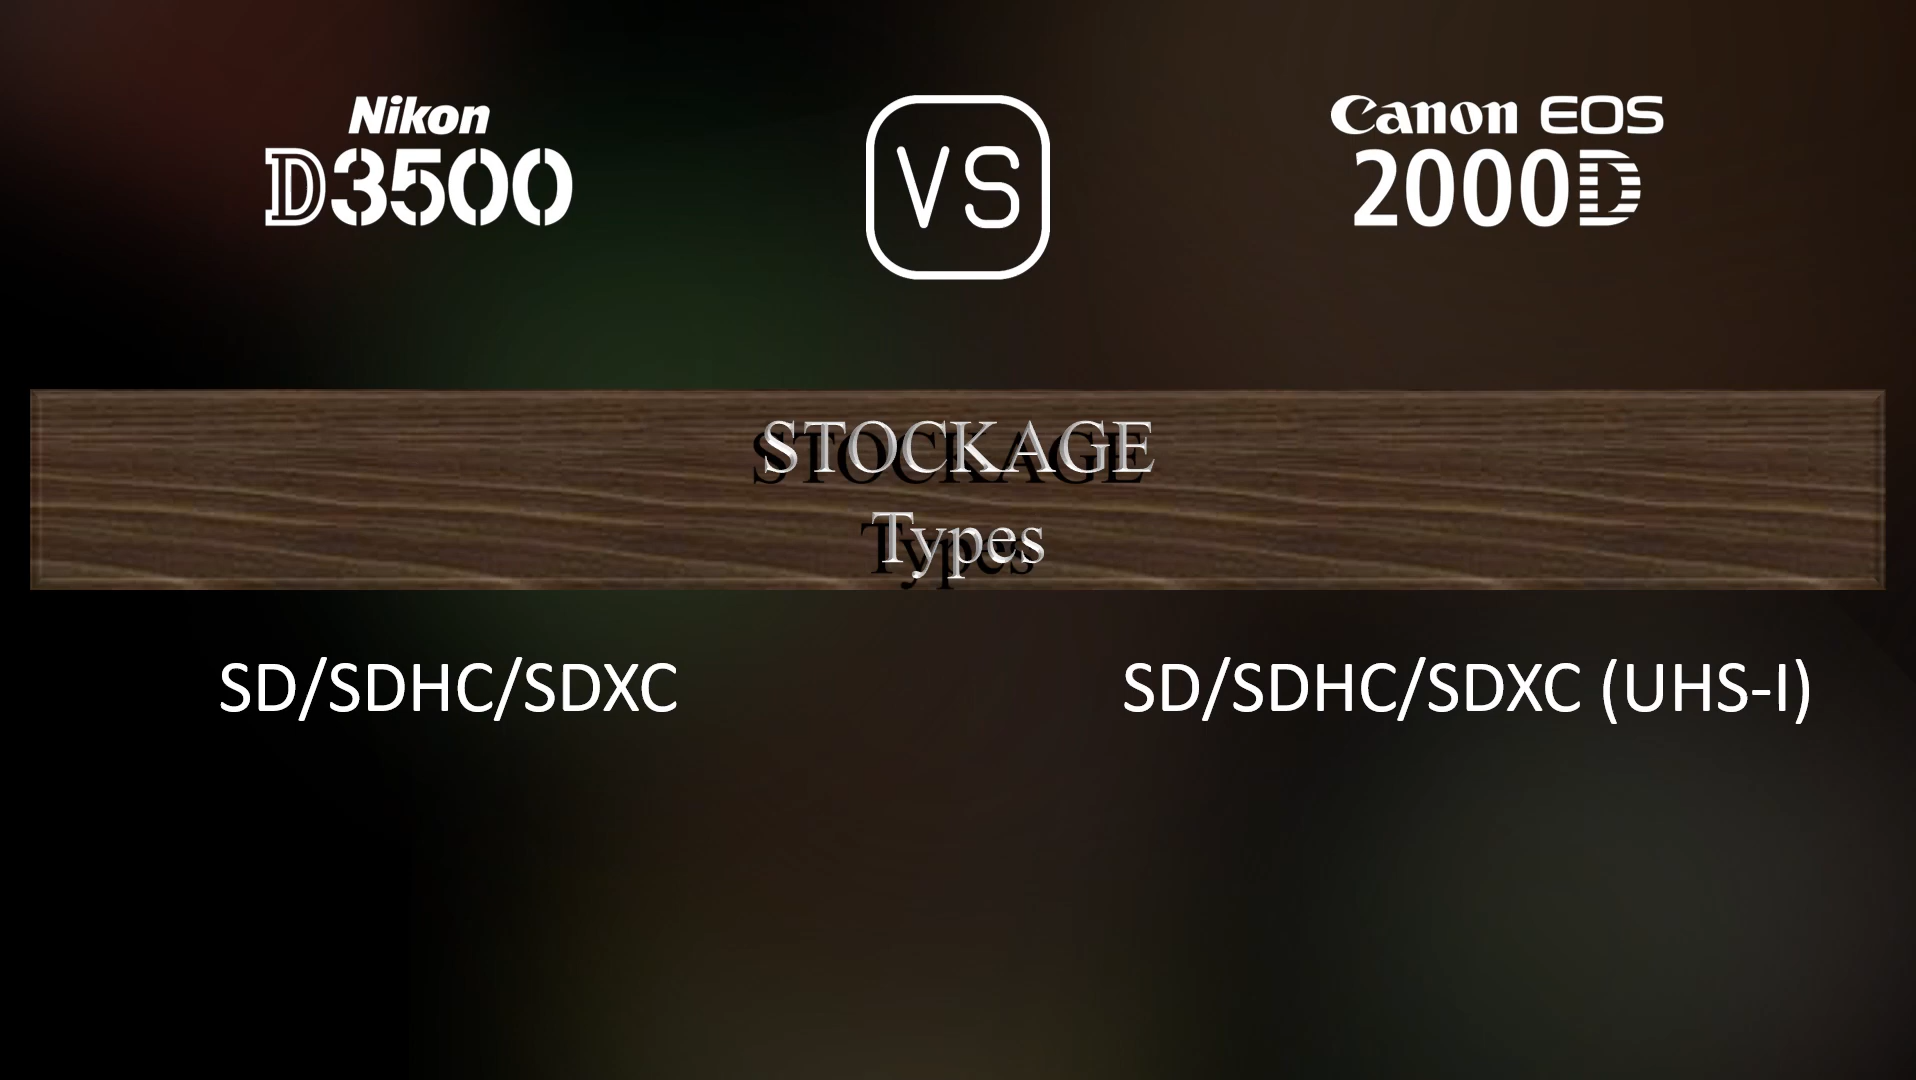 Nikon
D3500
VS
Canon EOS
2000D
STOCKAGE
Types
SD/SDHC/SDXC
SD/SDHC/SDXC (UHS-I)